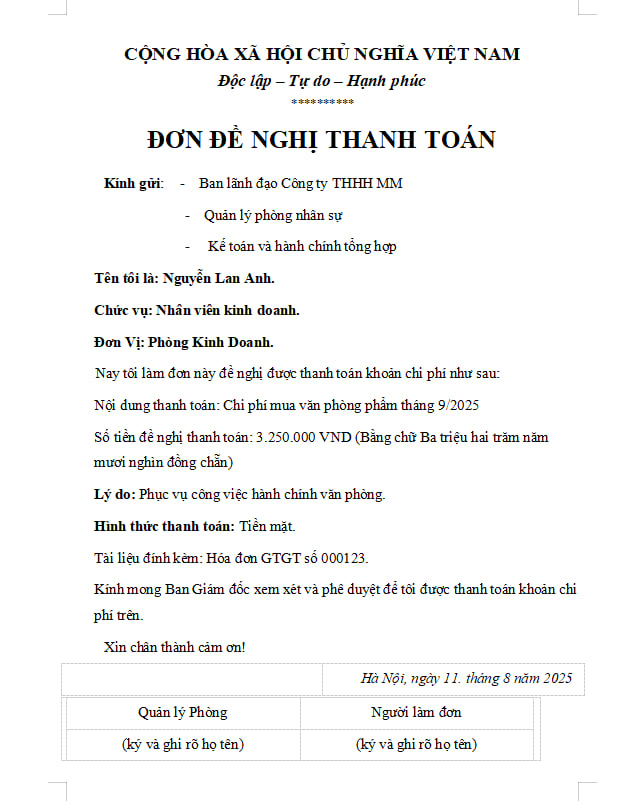 CỘNG HÒA XÃ HỘI CHỦ NGHĨA VIỆT NAM
Độc lập – Tự do – Hạnh phúc
**********
ĐƠN ĐỀ NGHỊ THANH TOÁN
Kính gửi: - Ban lãnh đạo Công ty THHH MM
- Quản lý phòng nhân sự
- Kế toán và hành chính tổng hợp
Tên tôi là: Nguyễn Lan Anh.
Chức vụ: Nhân viên kinh doanh.
Đơn Vị: Phòng Kinh Doanh.
Nay tôi làm đơn này đề nghị được thanh toán khoản chi phí như sau:
Nội dung thanh toán: Chi phí mua văn phòng phẩm tháng 9/2025
Số tiền đề nghị thanh toán: 3.250.000 VND (Bằng chữ Ba triệu hai trăm năm
mươi nghìn đồng chẵn)
Lý do: Phục vụ công việc hành chính văn phòng.
Hình thức thanh toán: Tiền mặt.
Tài liệu đính kèm: Hóa đơn GTGT số 000123.
Kính mong Ban Giám đốc xem xét và phê duyệt để tôi được thanh toán khoản chi
phí trên.
Xin chân thành cảm ơn!
Hà Nội, ngày 11. tháng 8 năm 2025
Quản lý Phòng Người làm đơn
(ký và ghi rõ họ tên) (ký và ghi rõ họ tên)